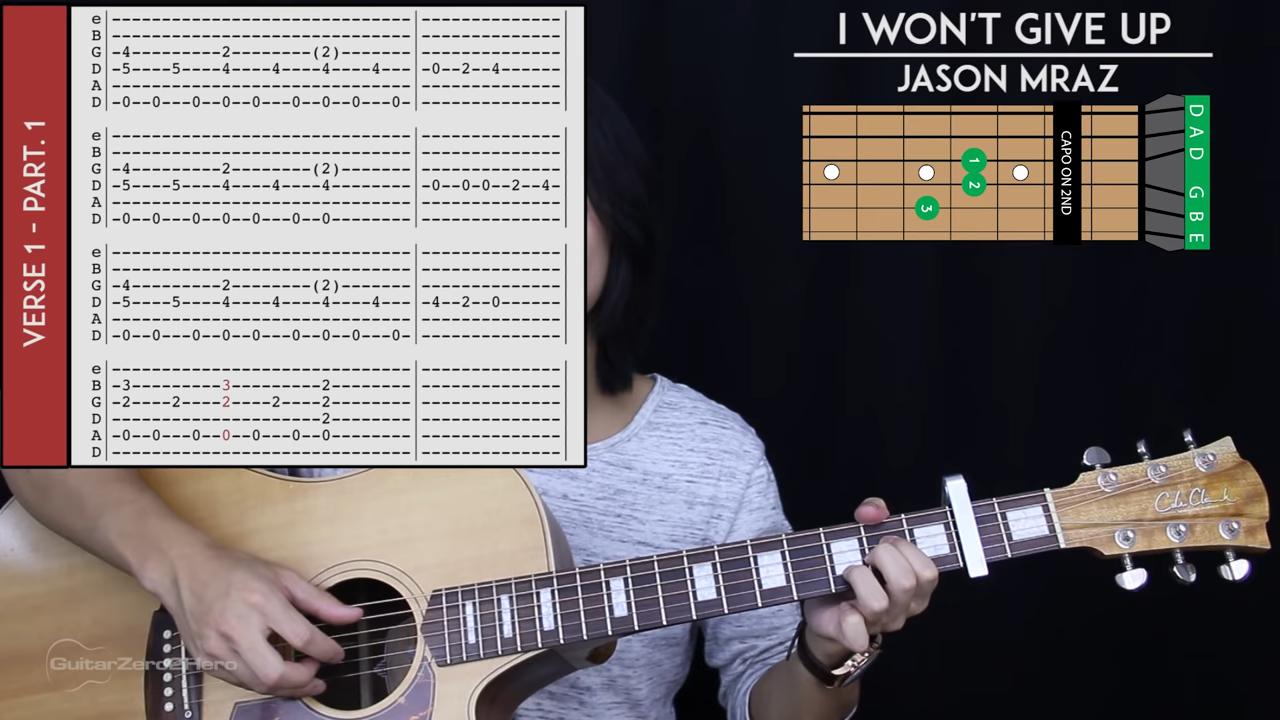 VERSE 1 - PART. 1
e------------------------------|---------------|
B------------------------------|---------------|
G|-4---------2--------(2)-------|--------------|
D|-5----5----4----4----4----4---|-0--2--4------|
A|------------------------------|--------------|
D|-0--0---0--0--0---0--0--0---0-|--------------|
e|------------------------------|--------------|
B|------------------------------|--------------|
G|-4---------2--------(2)-------|--------------|
D|-5----5----4----4----4--------|-0--0-0--2--4-|
A|------------------------------|--------------|
D|-0--0---0--0--0---0--0--------|--------------|
e|------------------------------|--------------|
B|------------------------------|--------------|
G|-4---------2--------(2)-------|--------------|
D|-5----5----4----4----4----4---|-4--2--0------|
A|------------------------------|--------------|
D|-0--0---0--0--0---0--0--0---0-|--------------|
e|------------------------------|--------------|
B|-3---------3---------2--------|--------------|
G|-2----2----2----2----2--------|--------------|
D|---------------------2--------|--------------|
A|-0--0---0--0--0---0--0--------|--------------|
D|------------------------------|--------------|
I WON'T GIVE UP
JASON MRAZ
1
2
3
CAPO ON 2ND
D A D G B E
Cole Clark
GuitarZero2Hero